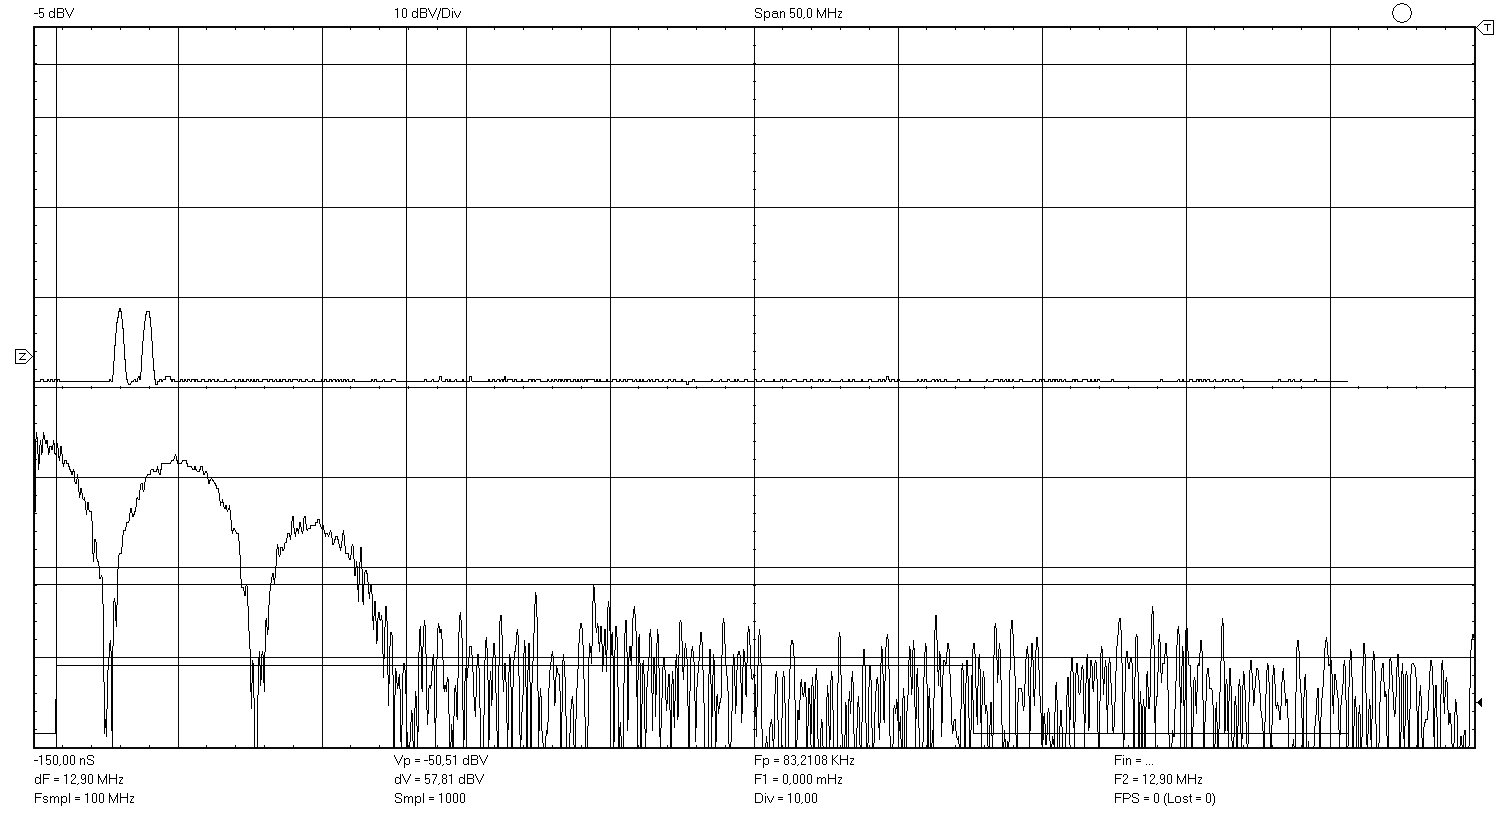 -5 dBV 10 dBV/Div Span 50,0 MHz
T
Z
-150,00 nS Vp = -50,51 dBV Fp = 83,2108 KHz Fin = ...
dF = 12,90 MHz dV = 57,81 dBV F1 = 0,000 mHz F2 = 12,90 MHz
Fsmpl = 100 MHz Smpl = 1000 Div = 10,00 FPS = 0 (Lost = 0)